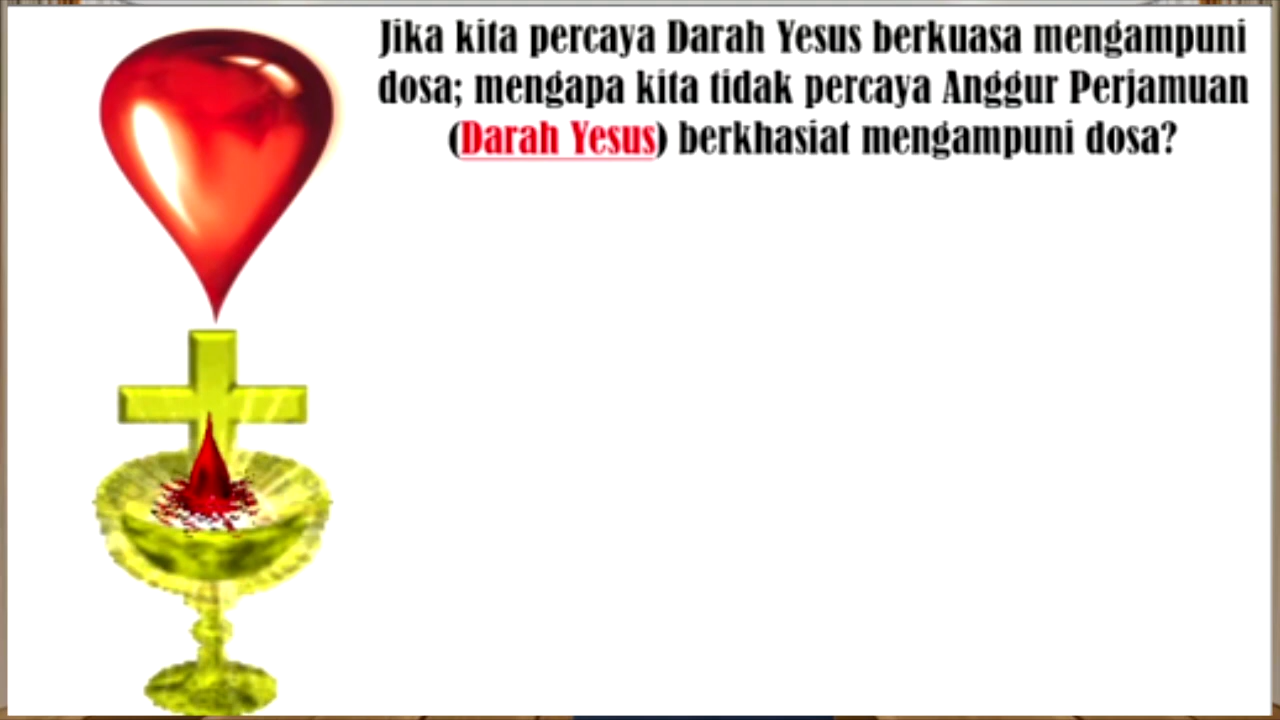 Jika kita percaya Darah Yesus berkuasa mengampuni
dosa; mengapa kita tidak percaya Anggur Perjamuan
(Darah Yesus) berkhasiat mengampuni dosa?